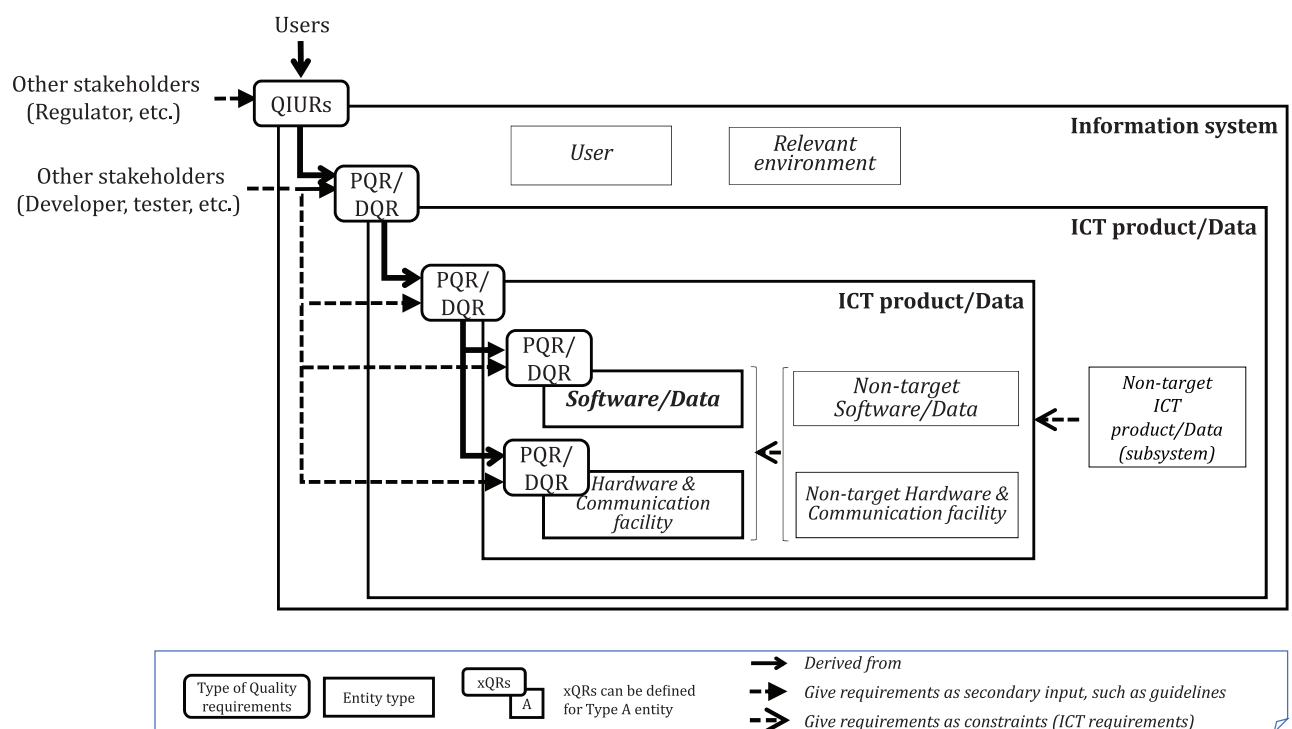 Users
Other stakeholders
(Regulator, etc.)
QIURs
Information system
User
Relevant
environment
Other stakeholders
(Developer, tester, etc.)
PQR/
DQR
ICT product/Data
PQR/
DQR
ICT product/Data
PQR/
DQR
Software/Data
Non-target
Software/Data
Non-target
ICT
product/Data
(subsystem)
PQR/
DQR
Hardware &
Communication
facility
Non-target Hardware &
Communication facility
Type of Quality
requirements
Entity type
xQRs
A
xQRs can be defined
for Type A entity
Derived from
Give requirements as secondary input, such as guidelines
Give requirements as constraints (ICT requirements)